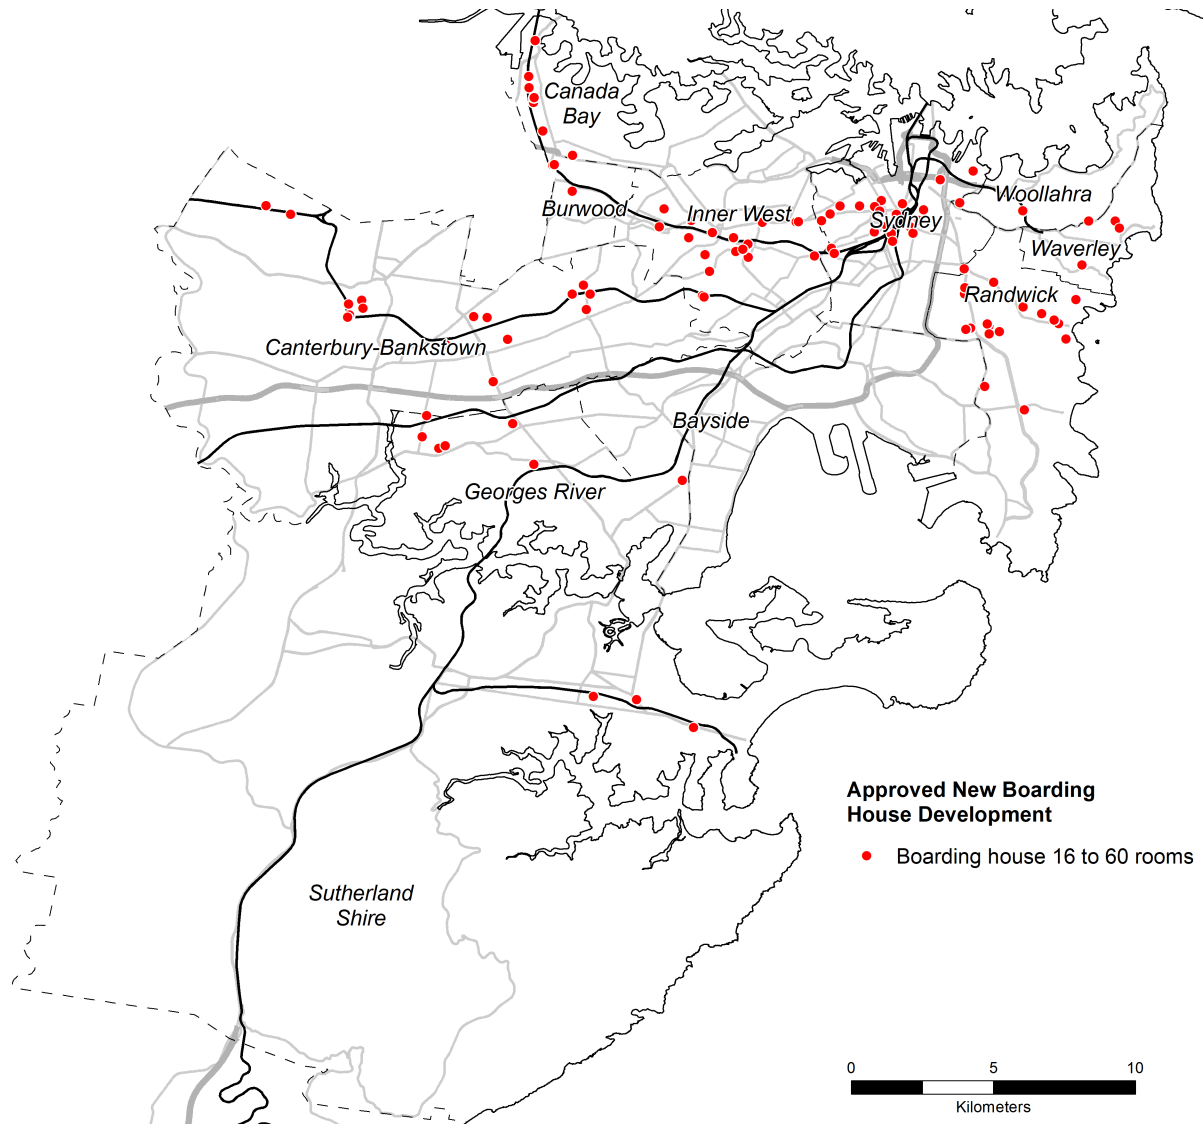 Canada
Bay
Woollahra
Burwood
Inner West
Sydney
Waverley
Randwick
Canterbury-Bankstown
Bayside
Georges River
Approved New Boarding
House Development
Boarding house 16 to 60 rooms
Sutherland
Shire
0 5 10
Kilometers